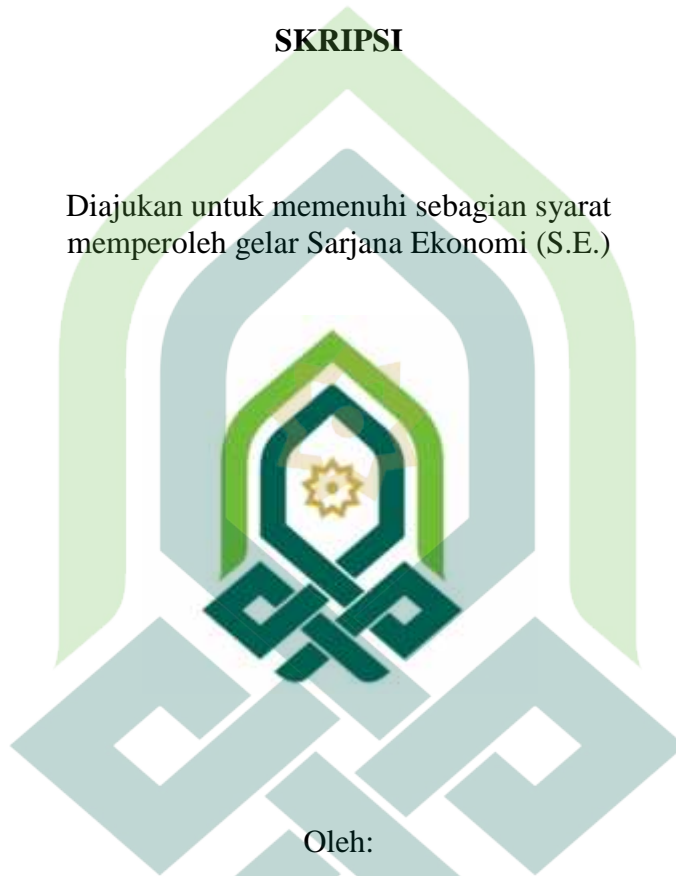 SKRIPSI
Diajukan untuk memenuhi sebagian syarat
memperoleh gelar Sarjana Ekonomi (S.E.)
Oleh: